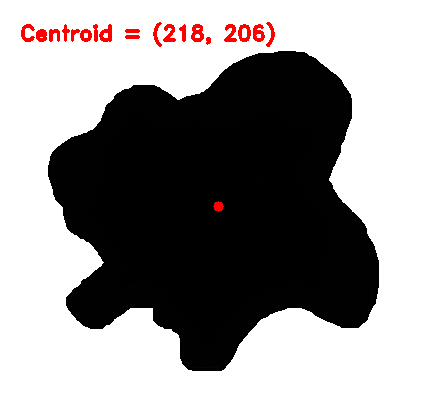 Centroid = (218, 206)